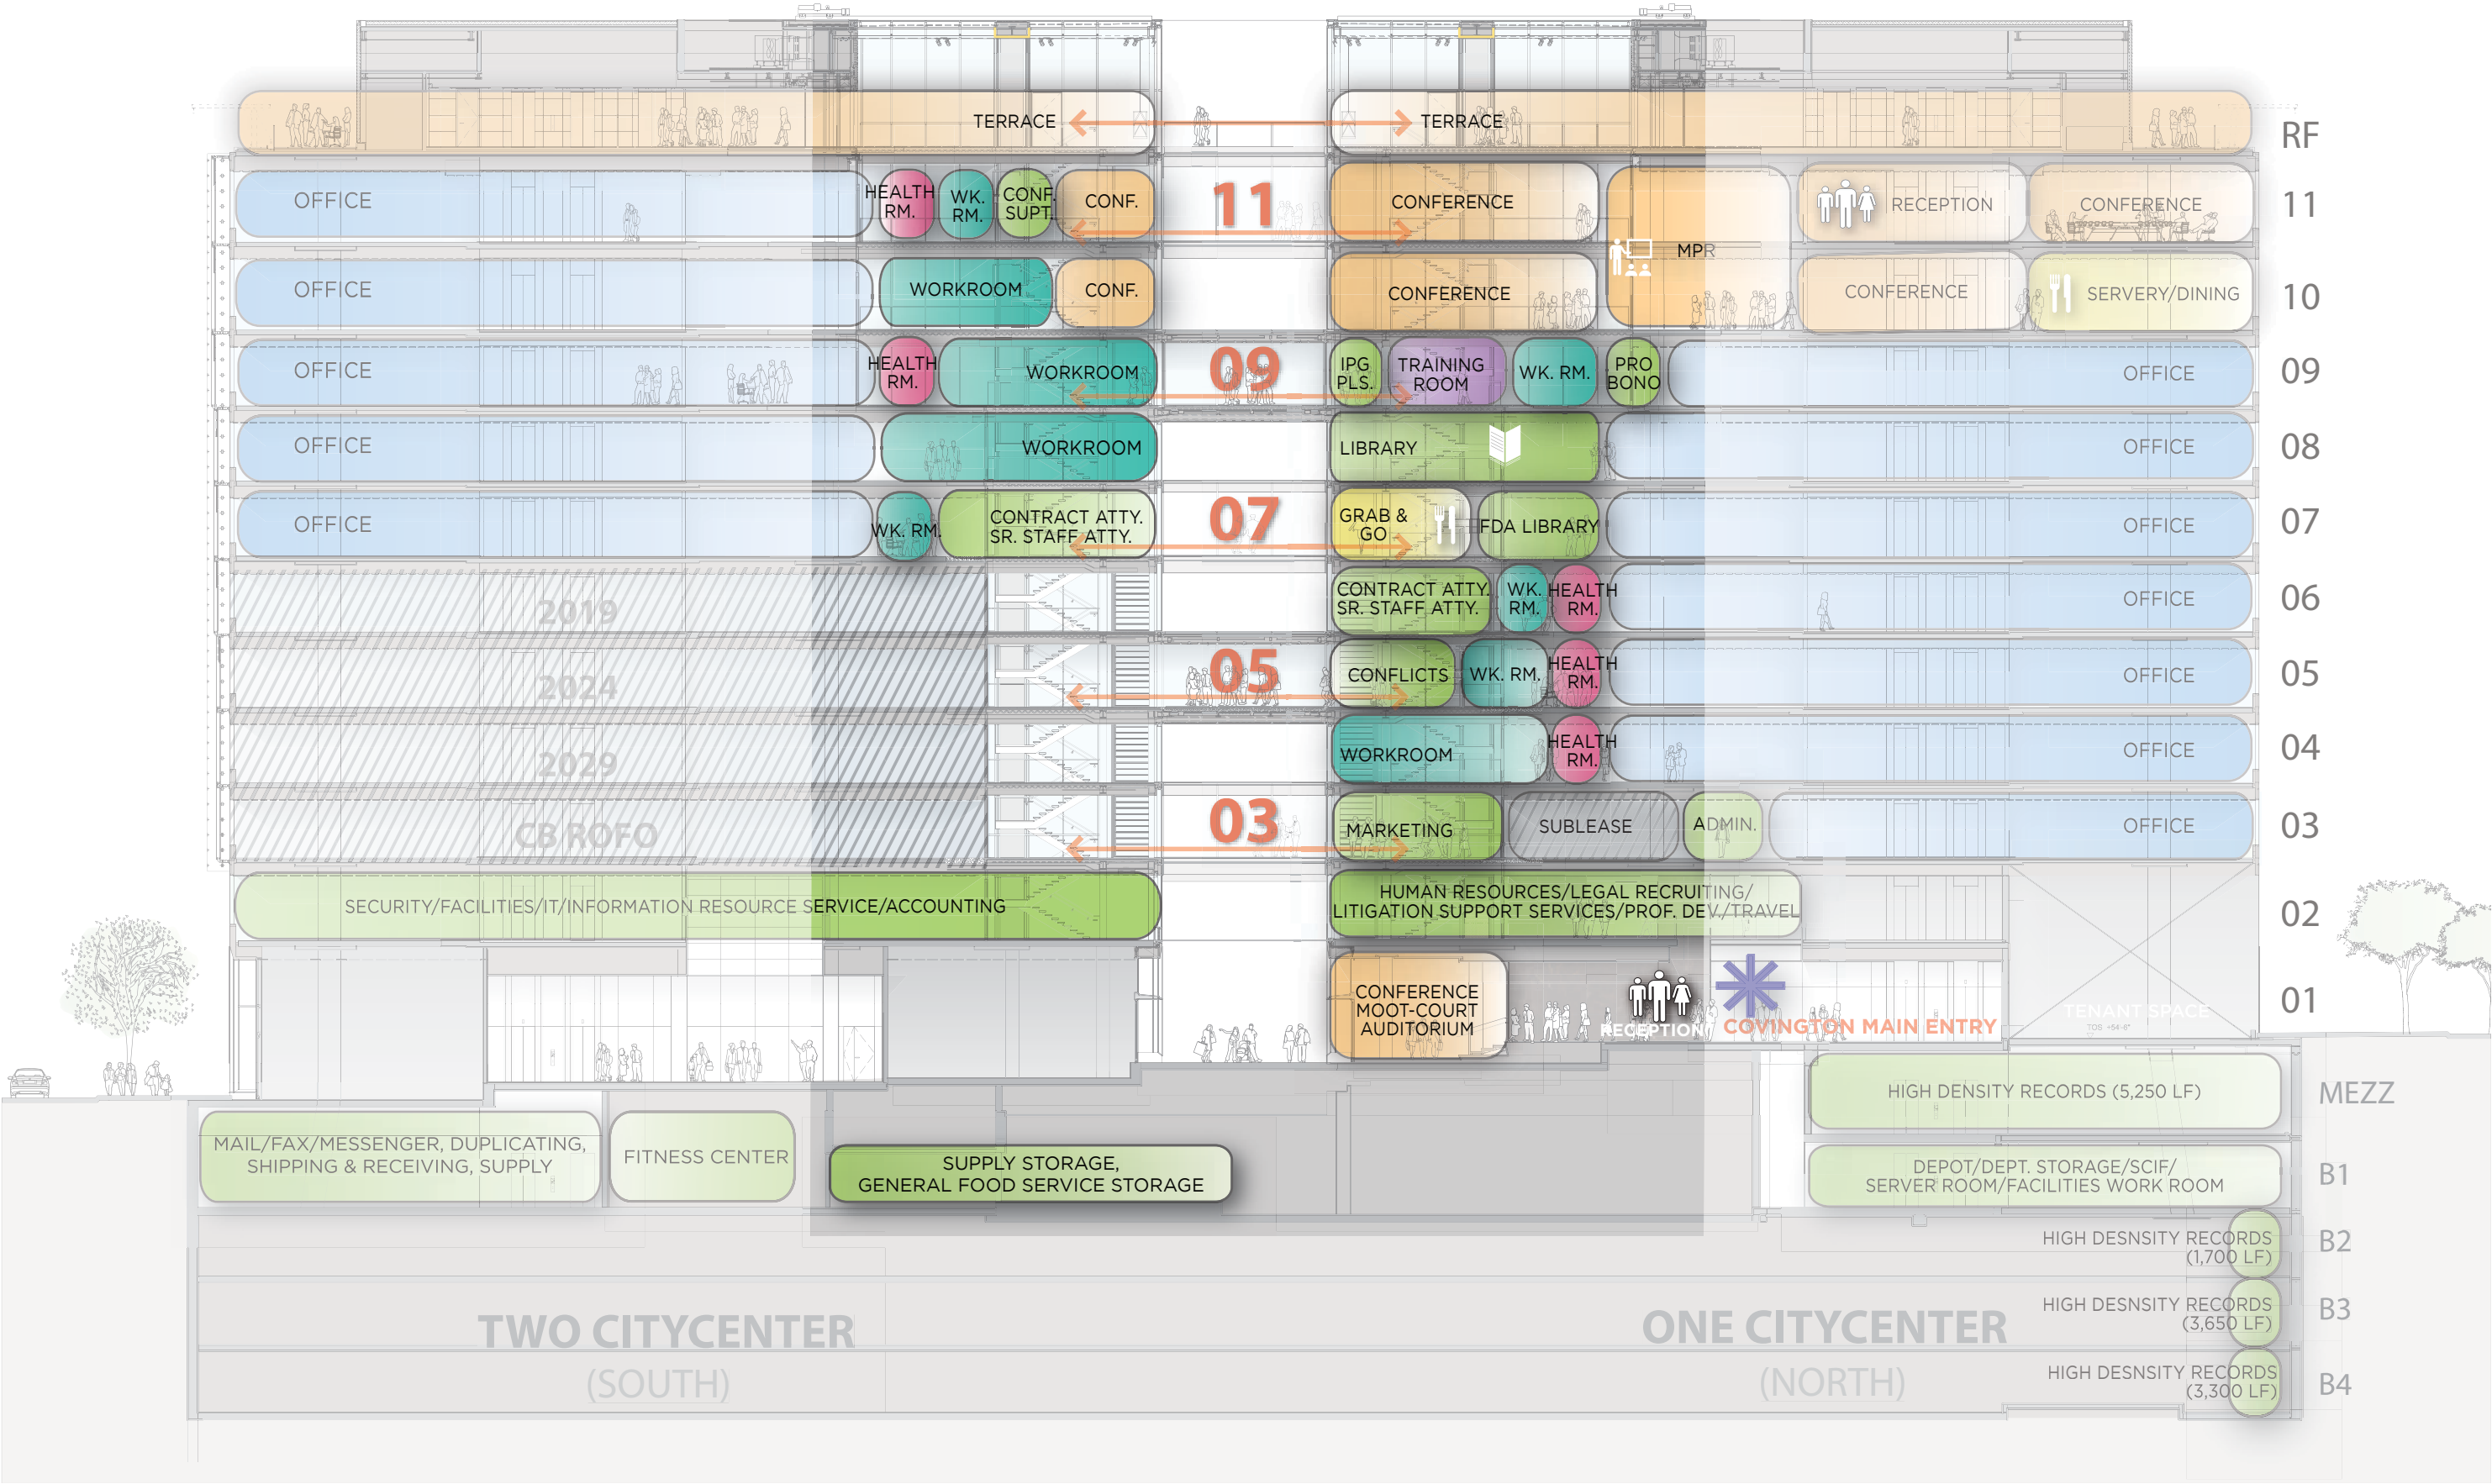 TERRACE
TERRACE
RF
OFFICE
HEALTH
RM.
WK.
RM.
CONF.
SUPT.
CONF.
11
CONFERENCE
RECEPTION
CONFERENCE
11
MPR
OFFICE
WORKROOM
CONF.
CONFERENCE
CONFERENCE
SERVERY/DINING
10
OFFICE
HEALTH
RM.
WORKROOM
09
IPG
PLS.
TRAINING
ROOM
WK. RM.
PRO
BONO
OFFICE
09
OFFICE
WORKROOM
LIBRARY
OFFICE
08
OFFICE
WK. RM.
CONTRACT ATTY.
SR. STAFF ATTY.
07
GRAB &
GO
FDA LIBRARY
OFFICE
07
2019
CONTRACT ATTY.
SR. STAFF ATTY.
WK.
RM.
HEALTH
RM.
OFFICE
06
2024
05
CONFLICTS
WK. RM.
HEALTH
RM.
OFFICE
05
2029
WORKROOM
HEALTH
RM.
OFFICE
04
CB ROFO
03
MARKETING
SUBLEASE
ADMIN.
OFFICE
03
SECURITY/FACILITIES/IT/INFORMATION RESOURCE SERVICE/ACCOUNTING
HUMAN RESOURCES/LEGAL RECRUITING/
LITIGATION SUPPORT SERVICES/PROF. DEV./TRAVEL
02
CONFERENCE
MOOT-COURT
AUDITORIUM
RECEPTION
COVINGTON MAIN ENTRY
TENANT SPACE
TOS +54'-6"
01
HIGH DENSITY RECORDS (5,250 LF)
MEZZ
MAIL/FAX/MESSENGER, DUPLICATING,
SHIPPING & RECEIVING, SUPPLY
FITNESS CENTER
SUPPLY STORAGE,
GENERAL FOOD SERVICE STORAGE
DEPOT/DEPT. STORAGE/SCIF/
SERVER ROOM/FACILITIES WORK ROOM
B1
HIGH DESNSITY RECORDS
(1,700 LF)
B2
HIGH DESNSITY RECORDS
(3,650 LF)
B3
TWO CITYCENTER
(SOUTH)
ONE CITYCENTER
(NORTH)
HIGH DESNSITY RECORDS
(3,300 LF)
B4